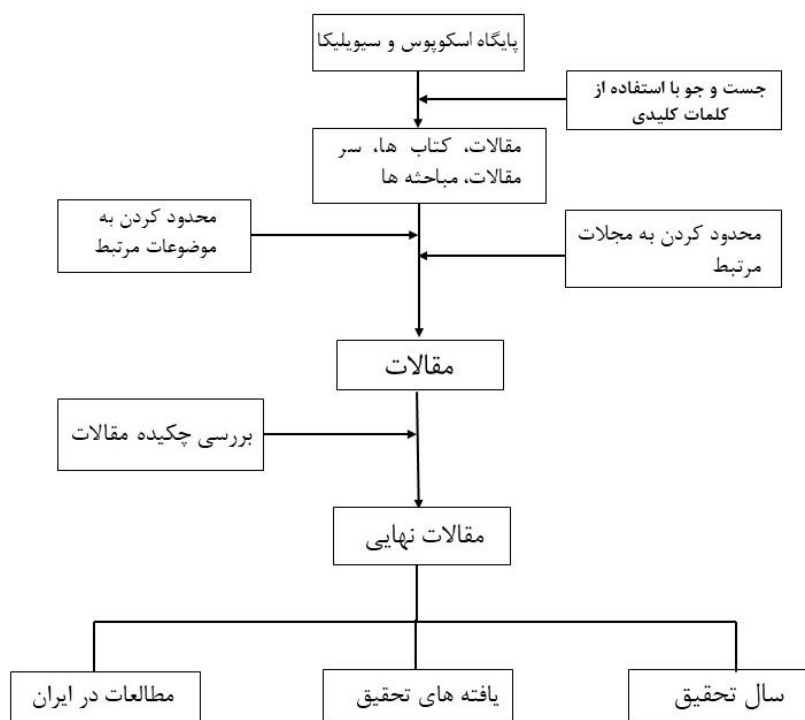 پایگاه اسکوپوس و سیویلیکا
جست و جو با استفاده از
کلمات کلیدی
مقالات، کتاب ها، سر
مقالات، مباحثه ها
محدود کردن به مجلات
مرتبط
محدود کردن به
موضوعات مرتبط
مقالات
بررسی چکیده مقالات
مقالات نهایی
سال تحقیق
یافته های تحقیق
مطالعات در ایران